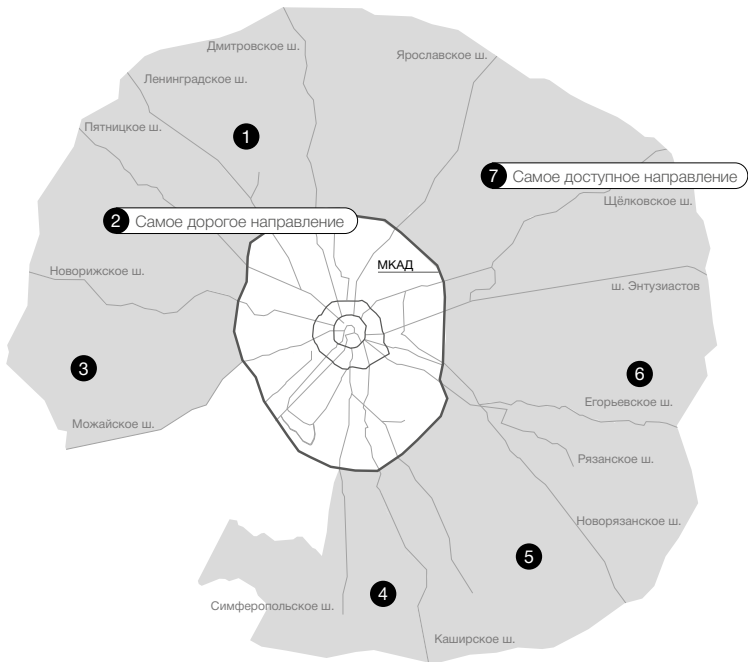 Дмитровское ш.
Ярославское ш.
Ленинградское ш.
Пятницкое ш.
1
7 Самое доступное направление
Щёлковское ш.
2 Самое дорогое направление
МКАД
Новорижское ш.
ш. Энтузиастов
3
6
Егорьевское ш.
Можайское ш.
Рязанское ш.
Новорязанское ш.
5
4
Симферопольское ш.
Каширское ш.